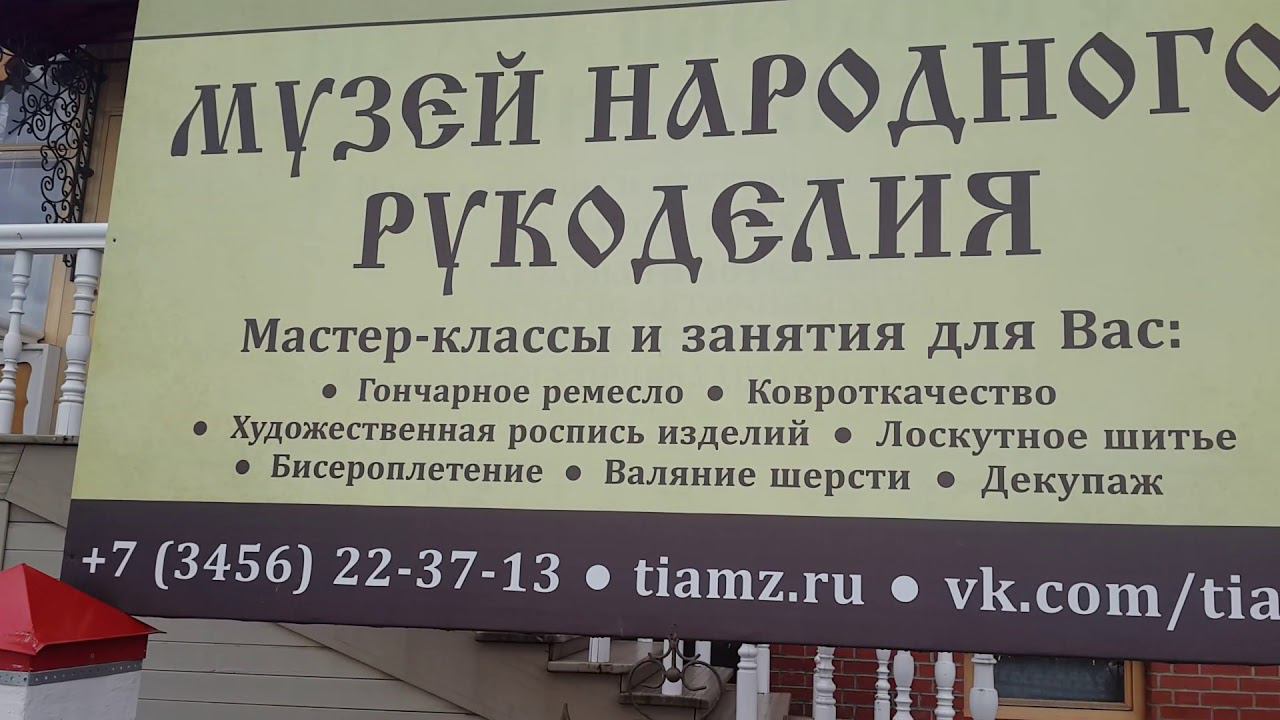 МУЗЕЙ НАРОДНОГО
РУКОДЕЛИЯ
Мастер-классы и занятия для Вас:
• Гончарное ремесло • Ковроткачество
• Художественная роспись изделий • Лоскутное шитье
• Бисероплетение • Валяние шерсти • Декупаж
+7 (3456) 22-37-13 • tiamz.ru • vk.com/tia